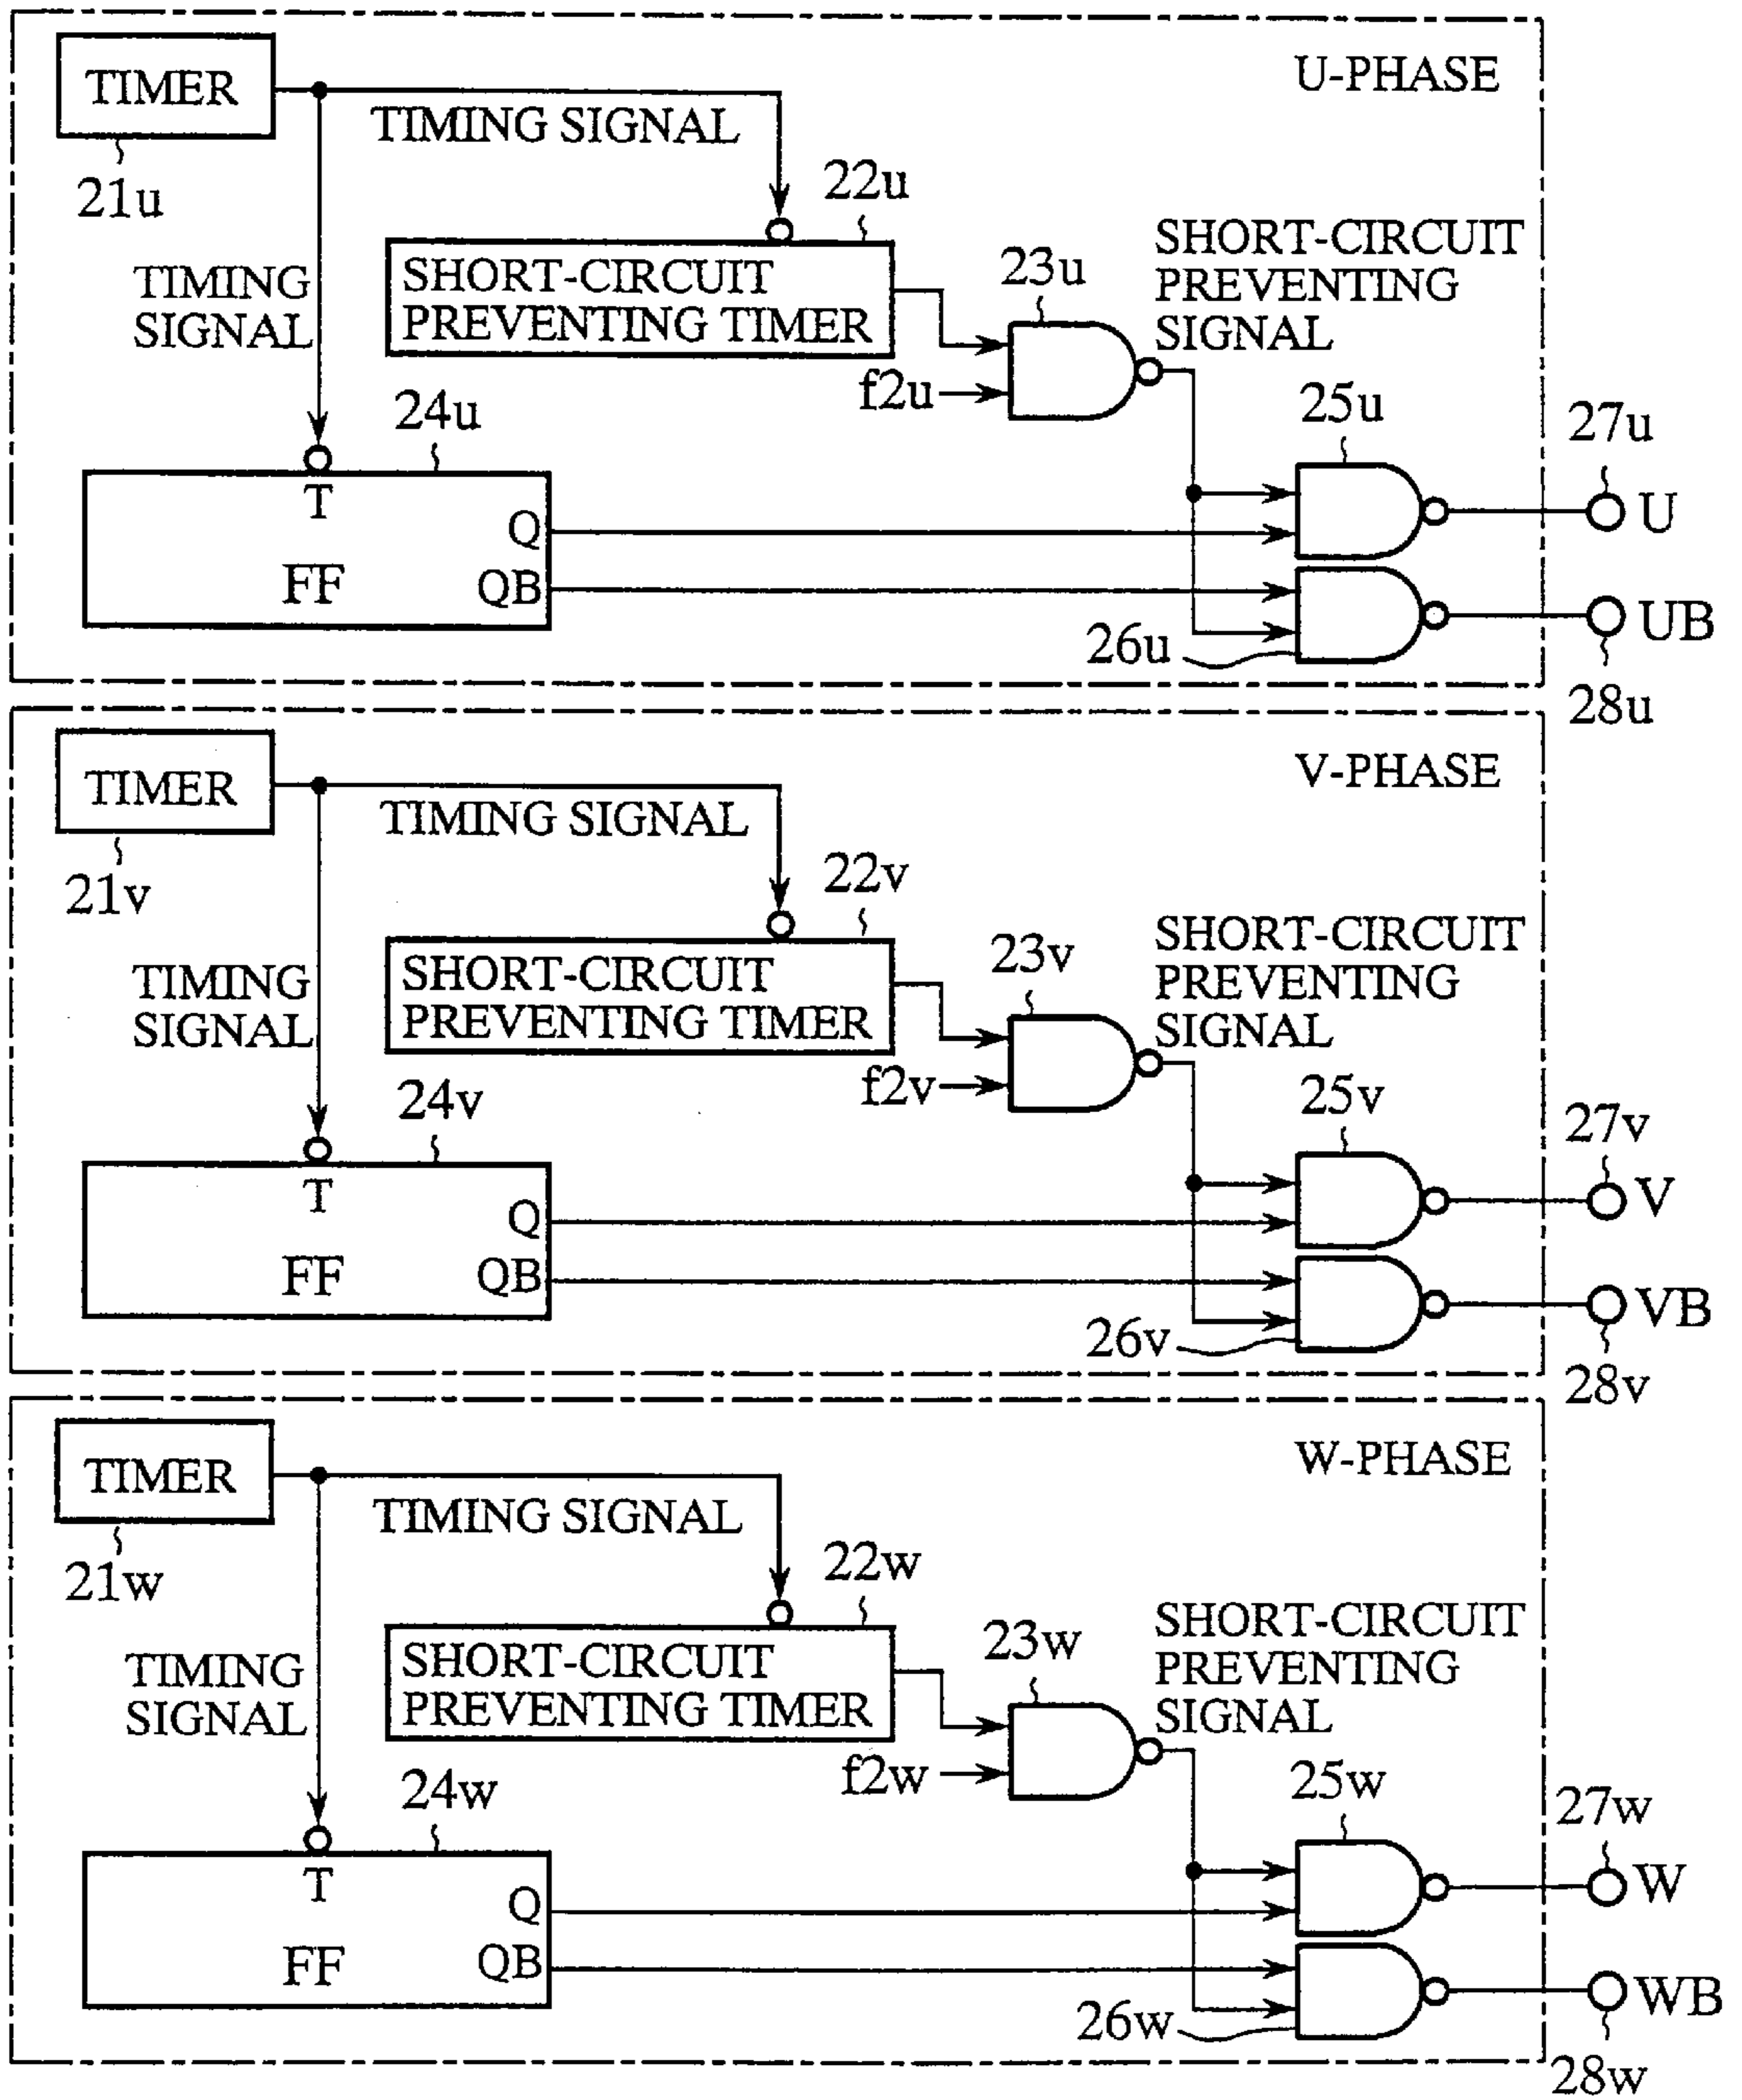 TIMER
U-PHASE
TIMING SIGNAL
21u
22u
SHORT-CIRCUIT
PREVENTING
SIGNAL
23u
TIMING
SIGNAL
SHORT-CIRCUIT
PREVENTING TIMER
f2u
24u
25u
27u
T
Q
U
FF
QB
UB
26u
28u
TIMER
V-PHASE
TIMING SIGNAL
21v
22v
SHORT-CIRCUIT
PREVENTING
SIGNAL
23v
TIMING
SIGNAL
SHORT-CIRCUIT
PREVENTING TIMER
f2v
24v
25v
27v
T
Q
V
FF
QB
VB
26v
28v
TIMER
W-PHASE
TIMING SIGNAL
21w
22w
SHORT-CIRCUIT
PREVENTING
SIGNAL
23w
TIMING
SIGNAL
SHORT-CIRCUIT
PREVENTING TIMER
f2w
24w
25w
27w
T
Q
W
FF
QB
WB
26w
28w